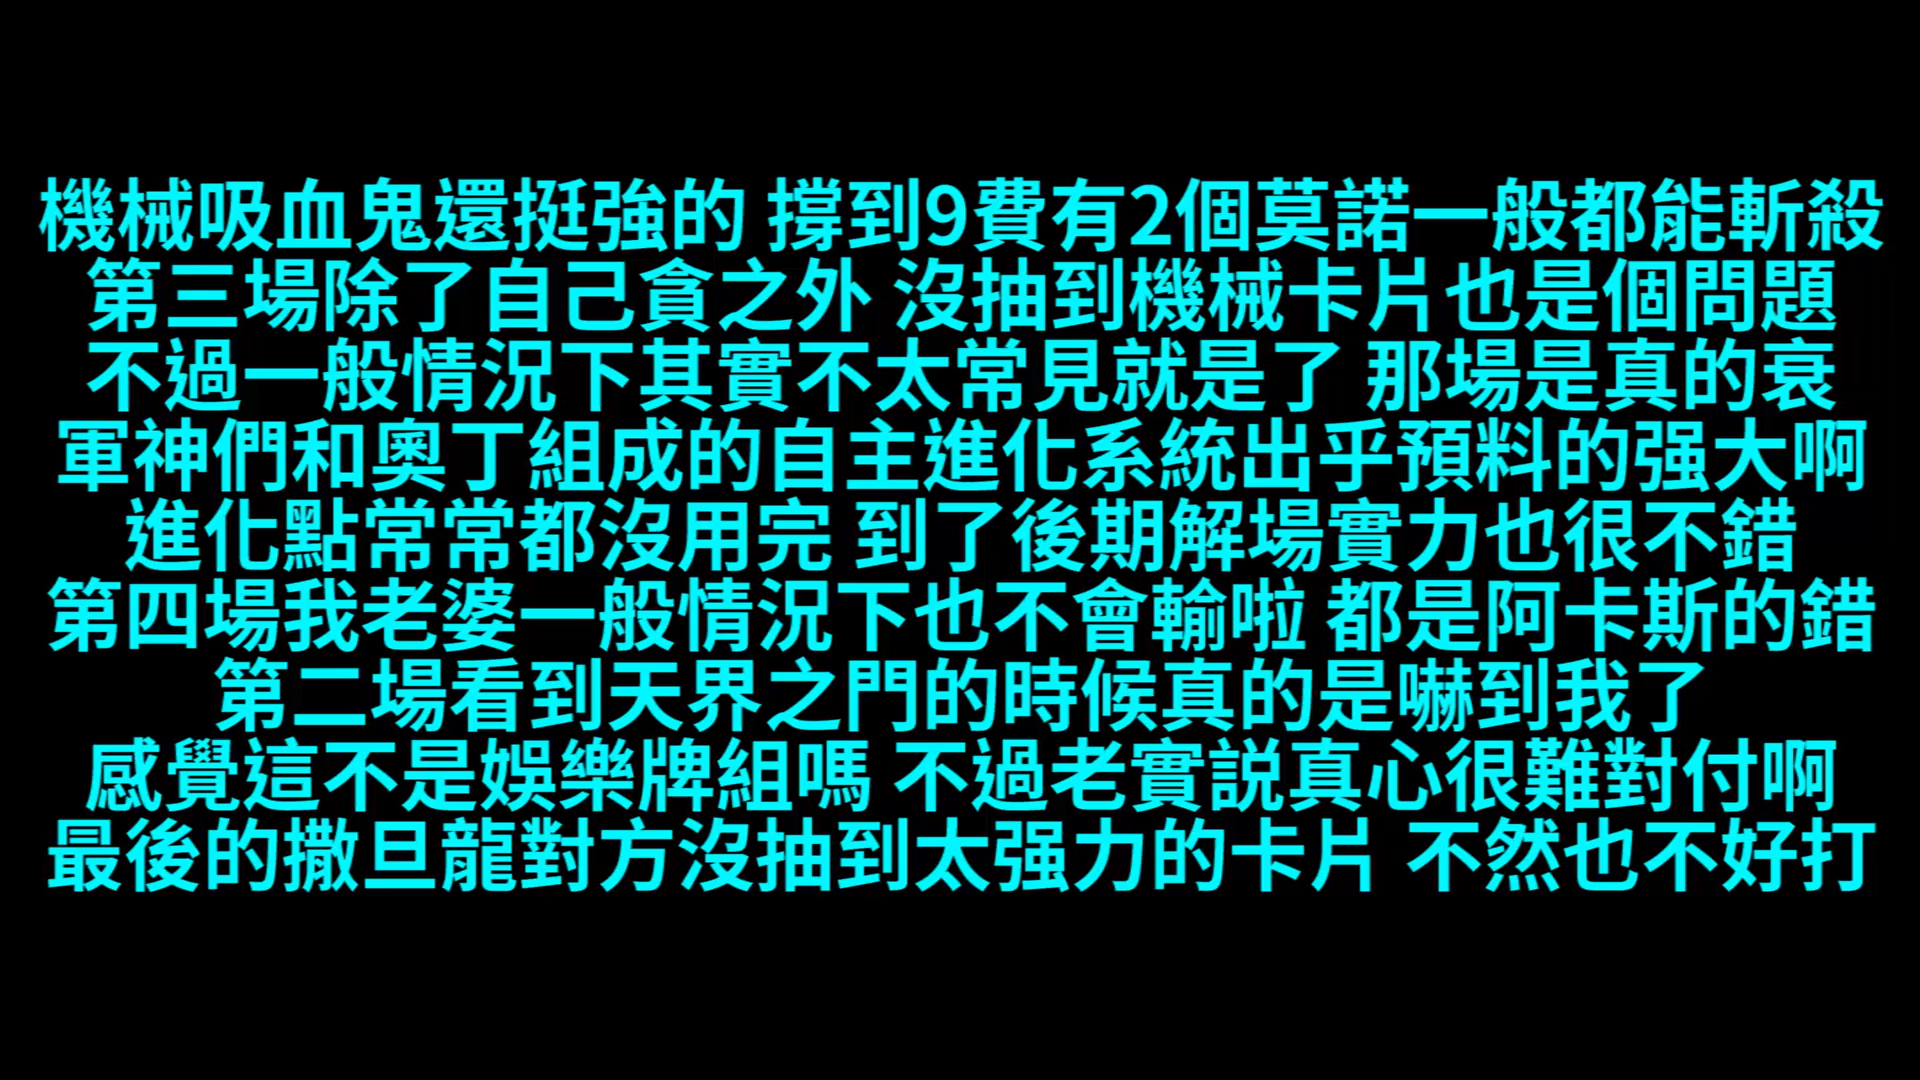 機械吸血鬼還挺強的 撐到9費有2個莫諾一般都能斬殺
第三場除了自己貪之外 沒抽到機械卡片也是個問題
不過一般情況下其實不太常見就是了 那場是真的衰
軍神們和奧丁組成的自主進化系統出乎預料的强大啊
進化點常常都沒用完 到了後期解場實力也很不錯
第四場我老婆一般情況下也不會輸啦 都是阿卡斯的錯
第二場看到天界之門的時候真的是嚇到我了
感覺這不是娛樂牌組嗎 不過老實説真心很難對付啊
最後的撒旦龍對方沒抽到太强力的卡片 不然也不好打